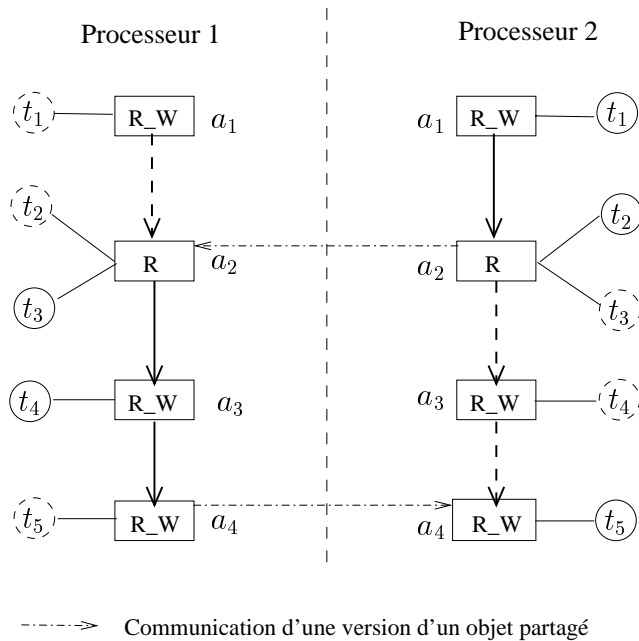 Processeur 1 Processeur 2
t1 R_W a1 a1 R_W t1
t2
R a2 a2 R t2
t3 t3
t4 R_W a3 a3 R_W t4
t5 R_W a4 a4 R_W t5
Communication d'une version d'un objet partagé